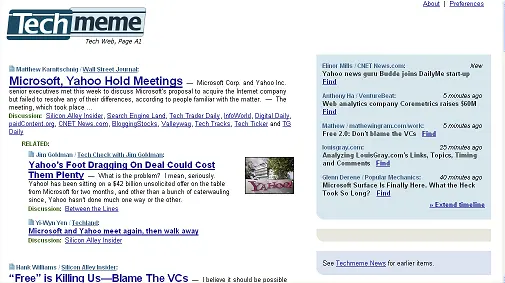 About | Preferences
Techmeme
Tech Web, Page A1
Matthew Karnitschnig / Wall Street Journal:
Microsoft, Yahoo Hold Meetings — Microsoft Corp. and Yahoo Inc.
senior executives met this week to discuss Microsoft's proposal to acquire the Internet company
but failed to resolve any of their differences, according to people familiar with the matter. — The
meeting, which took place ...
Discussion: Silicon Alley Insider, Search Engine Land, Tech Trader Daily, InfoWorld, Digital Daily,
paidContent.org, CNET News.com, BloggingStocks, Valleywag, Tech Tracks, Tech Ticker and TG
Daily
RELATED:
Jim Goldman / Tech Check with Jim Goldman:
Yahoo's Foot Dragging On Deal Could Cost
Them Plenty — What is the problem? I mean, seriously.
Yahoo has been sitting on a $42 billion unsolicited offer on the table
from Microsoft for two months, and other than a bunch of caterwauling
since, Yahoo hasn't done much one way or the other.
Discussion: Between the Lines
YAHOO!
Yi-Wyn Yen / Techland:
Microsoft and Yahoo meet again, then walk away
Discussion: Silicon Alley Insider
Hank Williams / Silicon Alley Insider:
“Free” is Killing Us—Blame The VCs — I believe it should be possible
Elinor Mills / CNET News.com: New
Yahoo news guru Budde joins DailyMe start-up
Find
Anthony Ha / VentureBeat: 5 minutes ago
Web analytics company Coremetrics raises $60M
Find
Mathew / mathewingram.com/work: 5 minutes ago
Free 2.0: Don't blame the VCs Find
louisgray.com: 25 minutes ago
Analyzing LouisGray.com's Links, Topics, Timing
and Comments Find
Glenn Derene / Popular Mechanics: 40 minutes ago
Microsoft Surface Is Finally Here. What the Heck
Took So Long? Find
» Extend timeline
See Techmeme News for earlier items.